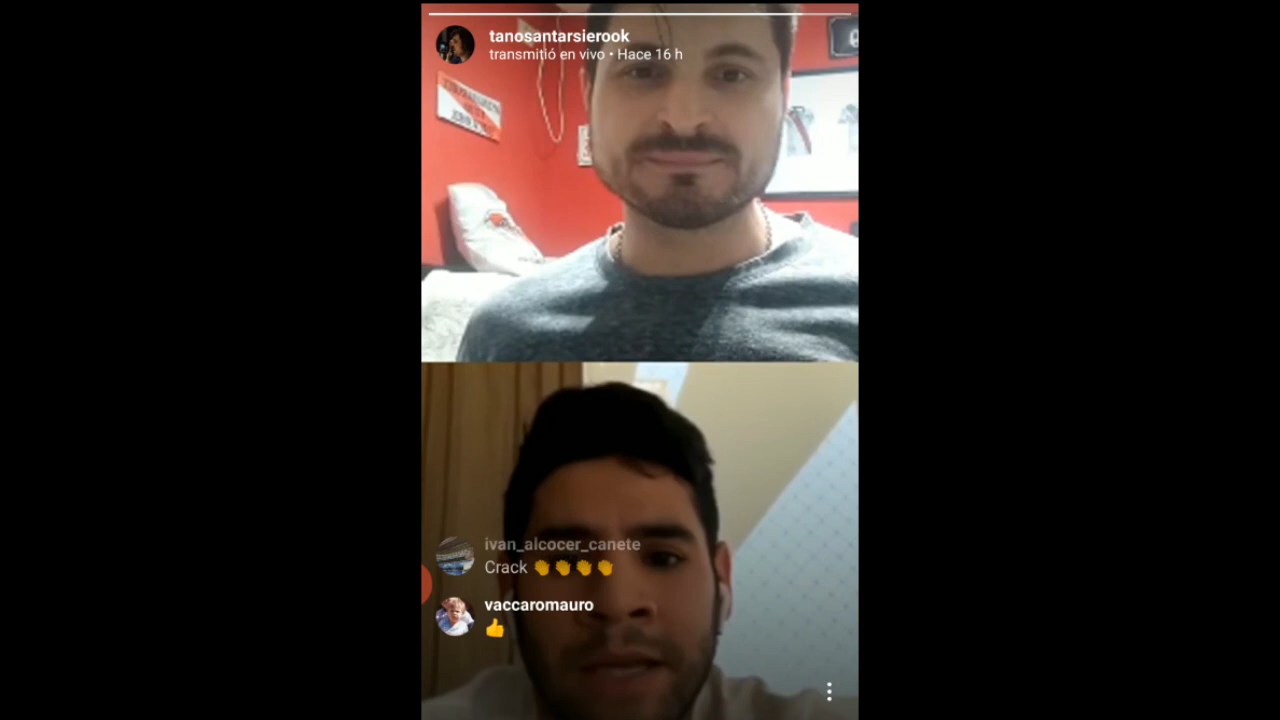 tanosantarsierook
transmitió en vivo • Hace 16 h
ivan_alcocer_canete
Crack 👏👏👏👏
vaccaromauro
👍